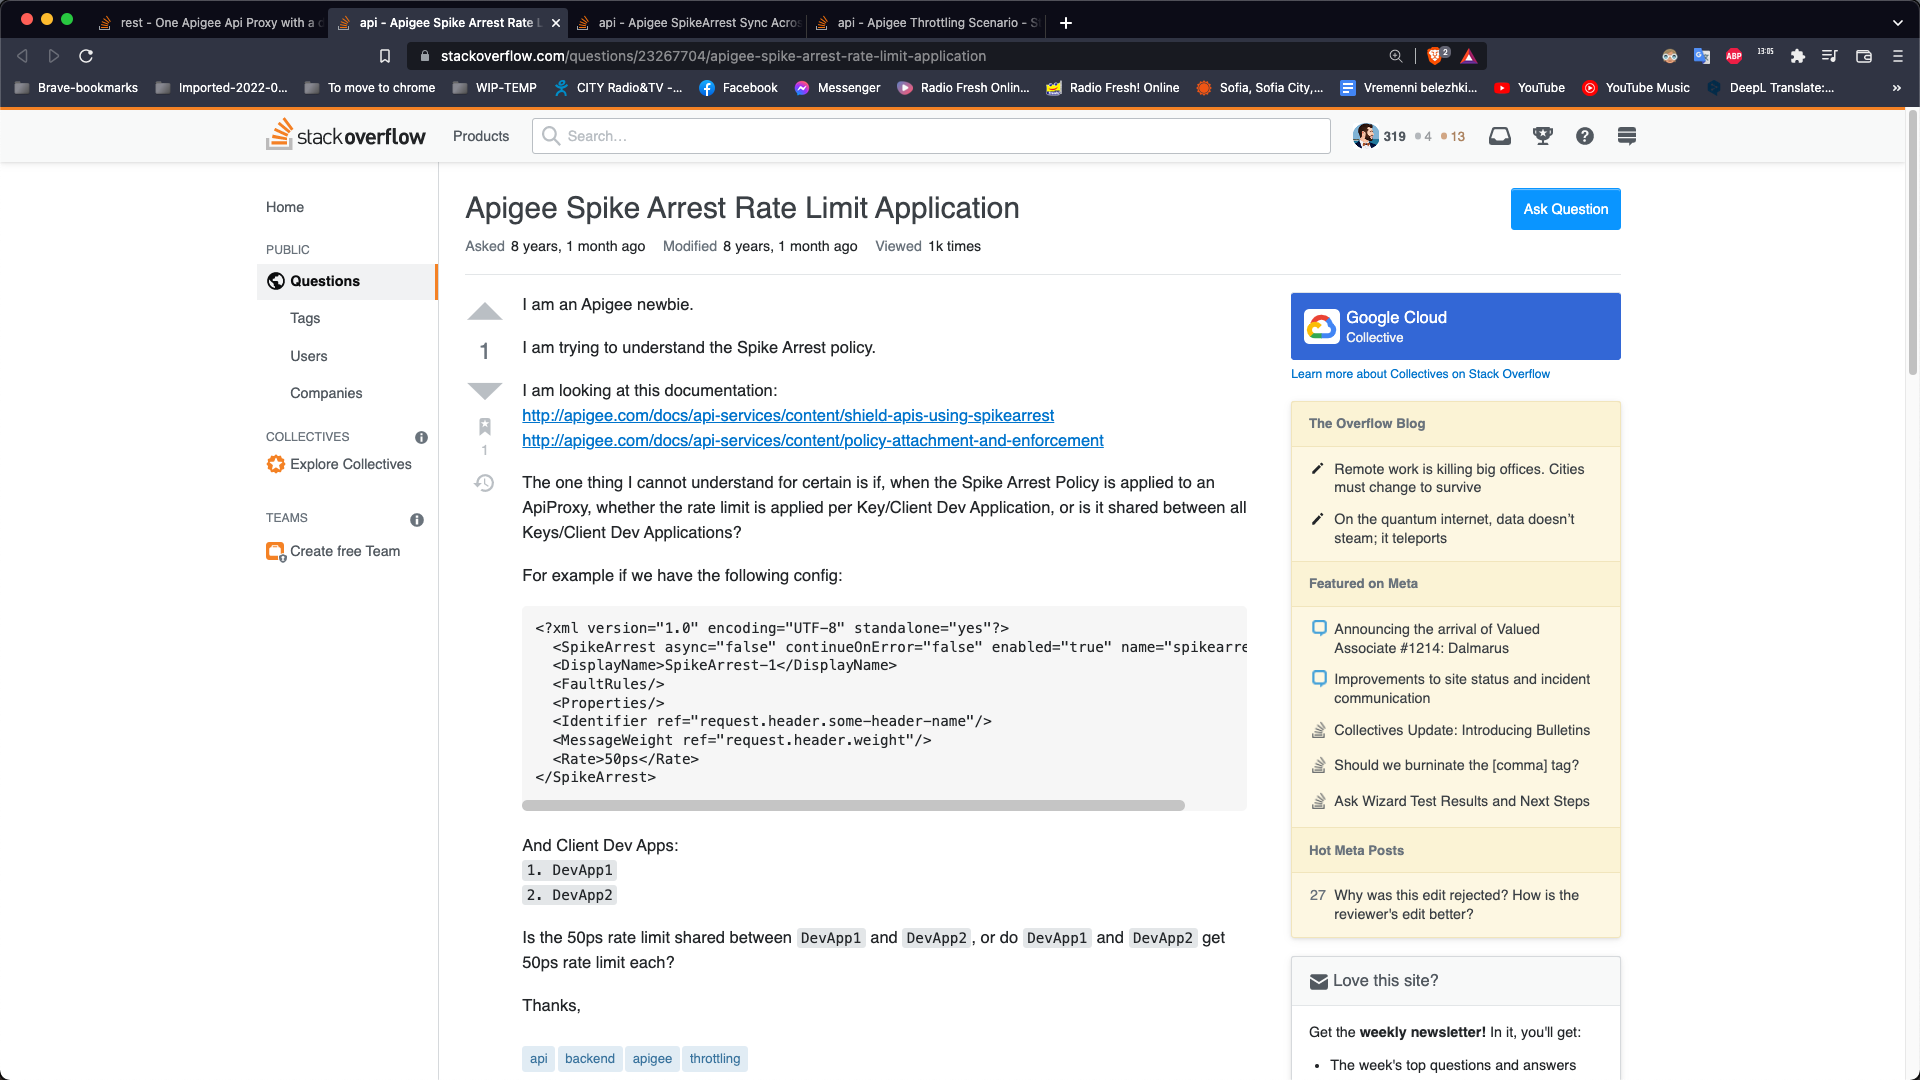 rest - One Apigee Api Proxy with a
api - Apigee Spike Arrest Rate L
api - Apigee SpikeArrest Sync Acros
api - Apigee Throttling Scenario - S
stackoverflow.com/questions/23267704/apigee-spike-arrest-rate-limit-application
2
ABP
13:05
Brave-bookmarks
Imported-2022-0...
To move to chrome
WIP-TEMP
CITY Radio&TV -...
Facebook
Messenger
Radio Fresh Onlin...
Radio Fresh! Online
Sofia, Sofia City,...
Vremenni belezhki...
YouTube
YouTube Music
DeepL Translate:...
»
stackoverflow
Products
Search...
319 4 13
Home
PUBLIC
Questions
Tags
Users
Companies
COLLECTIVES
Explore Collectives
TEAMS
Create free Team
Apigee Spike Arrest Rate Limit Application
Ask Question
Asked 8 years, 1 month ago Modified 8 years, 1 month ago Viewed 1k times
1
1
I am an Apigee newbie.
I am trying to understand the Spike Arrest policy.
I am looking at this documentation:
http://apigee.com/docs/api-services/content/shield-apis-using-spikearrest
http://apigee.com/docs/api-services/content/policy-attachment-and-enforcement
The one thing I cannot understand for certain is if, when the Spike Arrest Policy is applied to an
ApiProxy, whether the rate limit is applied per Key/Client Dev Application, or is it shared between all
Keys/Client Dev Applications?
For example if we have the following config:
<?xml version="1.0" encoding="UTF-8" standalone="yes"?>
<SpikeArrest async="false" continueOnError="false" enabled="true" name="spikearre
<DisplayName>SpikeArrest-1</DisplayName>
<FaultRules/>
<Properties/>
<Identifier ref="request.header.some-header-name"/>
<MessageWeight ref="request.header.weight"/>
<Rate>50ps</Rate>
</SpikeArrest>
And Client Dev Apps:
1. DevApp1
2. DevApp2
Is the 50ps rate limit shared between DevApp1 and DevApp2, or do DevApp1 and DevApp2 get
50ps rate limit each?
Thanks,
api backend apigee throttling
Google Cloud
Collective
Learn more about Collectives on Stack Overflow
The Overflow Blog
Remote work is killing big offices. Cities
must change to survive
On the quantum internet, data doesn't
steam; it teleports
Featured on Meta
Announcing the arrival of Valued
Associate #1214: Dalmarus
Improvements to site status and incident
communication
Collectives Update: Introducing Bulletins
Should we burninate the [comma] tag?
Ask Wizard Test Results and Next Steps
Hot Meta Posts
27 Why was this edit rejected? How is the
reviewer's edit better?
Love this site?
Get the weekly newsletter! In it, you'll get:
• The week's top questions and answers